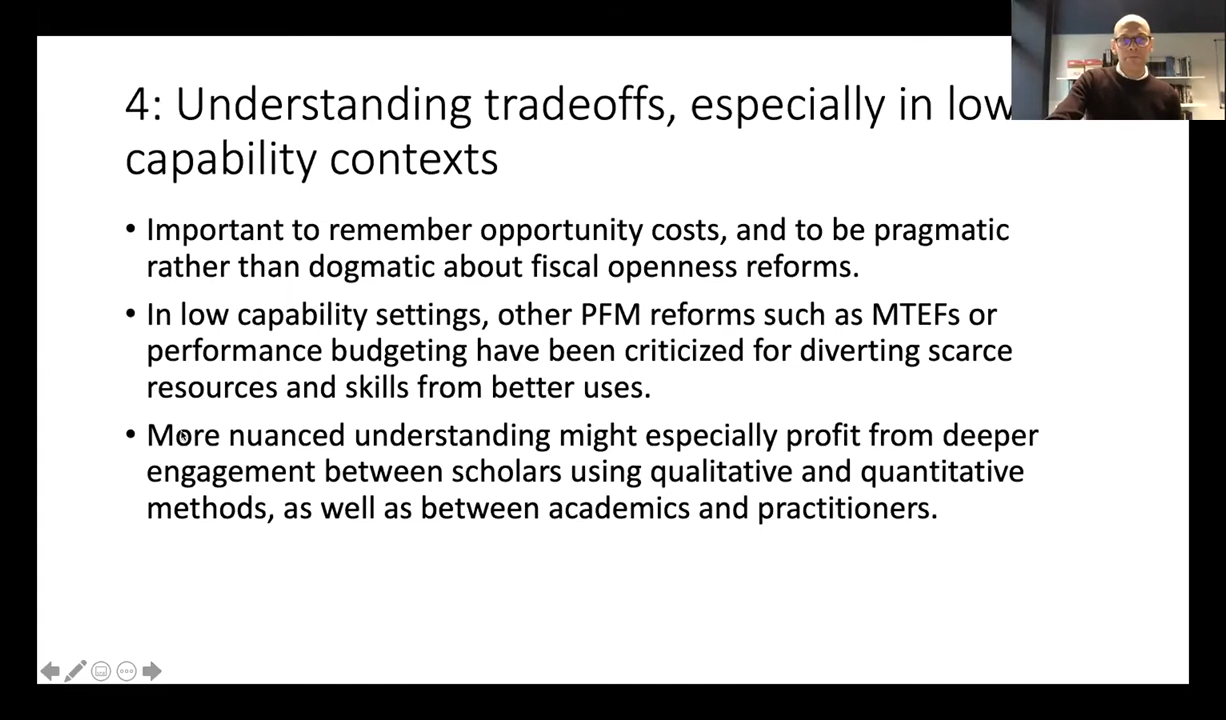 4: Understanding tradeoffs, especially in low
capability contexts
• Important to remember opportunity costs, and to be pragmatic
rather than dogmatic about fiscal openness reforms.
• In low capability settings, other PFM reforms such as MTEFs or
performance budgeting have been criticized for diverting scarce
resources and skills from better uses.
• More nuanced understanding might especially profit from deeper
engagement between scholars using qualitative and quantitative
methods, as well as between academics and practitioners.